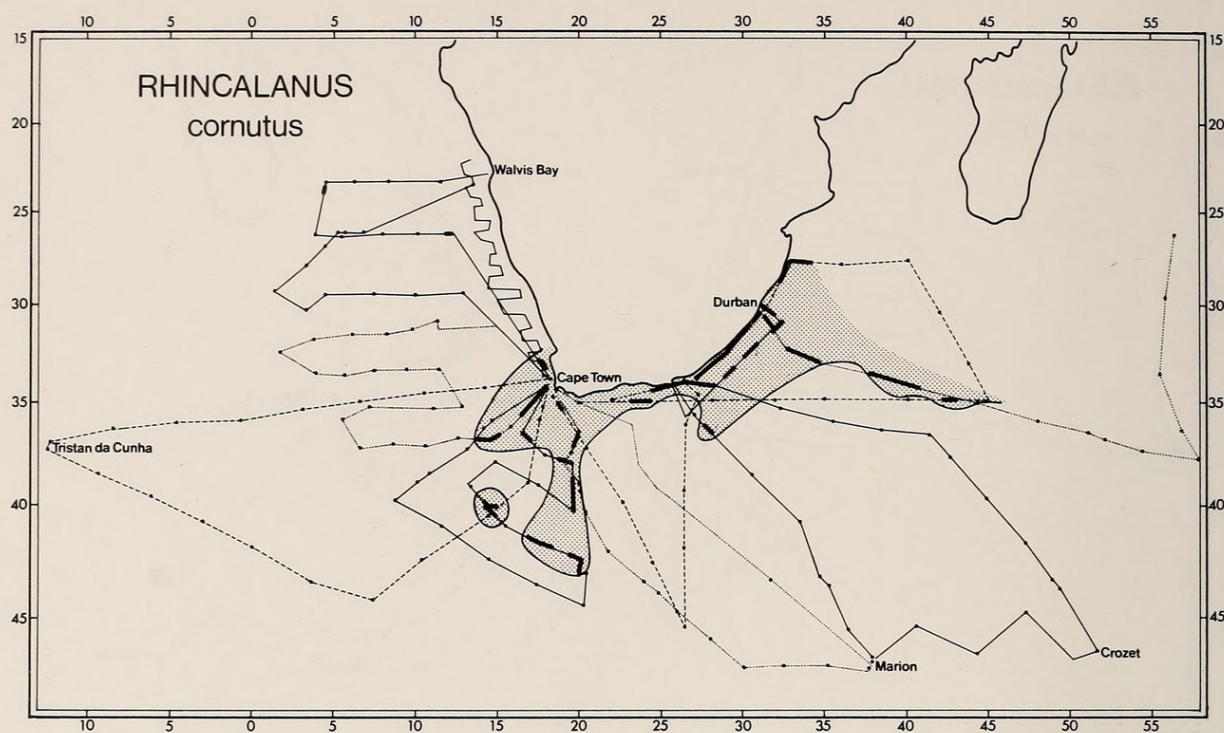 10 5 0 5 10 15 20 25 30 35 40 45 50 55
15 15
RHINCALANUS
cornutus
20 20
Walvis Bay
25 25
30 Durban 30
Cape Town
35 35
Tristan da Cunha
40 40
45 45
Crozet
Marion
10 5 0 5 10 15 20 25 30 35 40 45 50 55